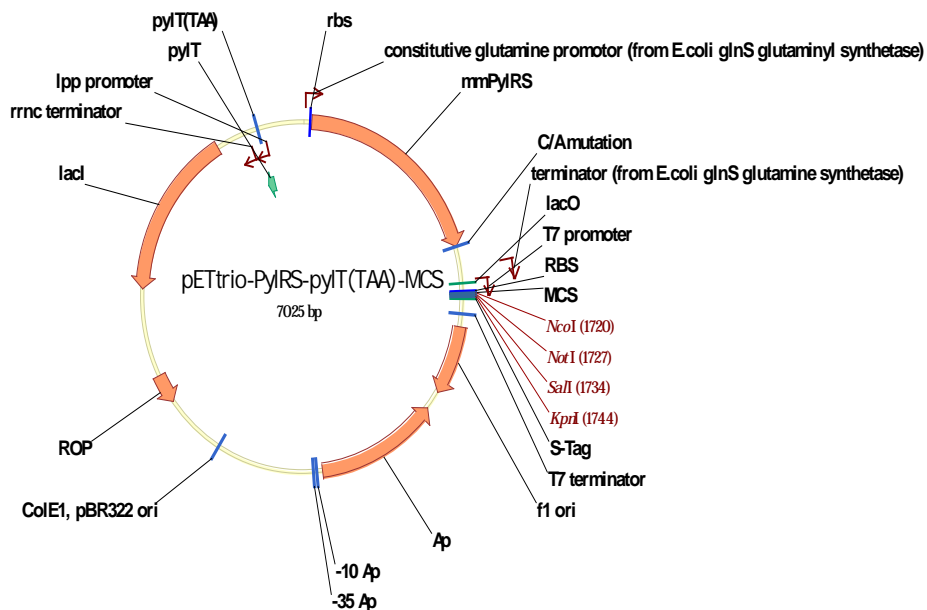 pylT(TAA)
rbs
pylT
constitutive glutamine promotor (from E.coli glnS glutaminyl synthetase)
lpp promoter
mmPylRS
rrnc terminator
C/Amutation
lacI
terminator (from E.coli glnS glutamine synthetase)
lacO
T7 promoter
RBS
MCS
pETtrio-PylRS-pylT(TAA)-MCS
7025 bp
NcoI (1720)
NotI (1727)
SalI (1734)
KpnI (1744)
S-Tag
T7 terminator
f1 ori
ROP
ColE1, pBR322 ori
Ap
-10 Ap
-35 Ap